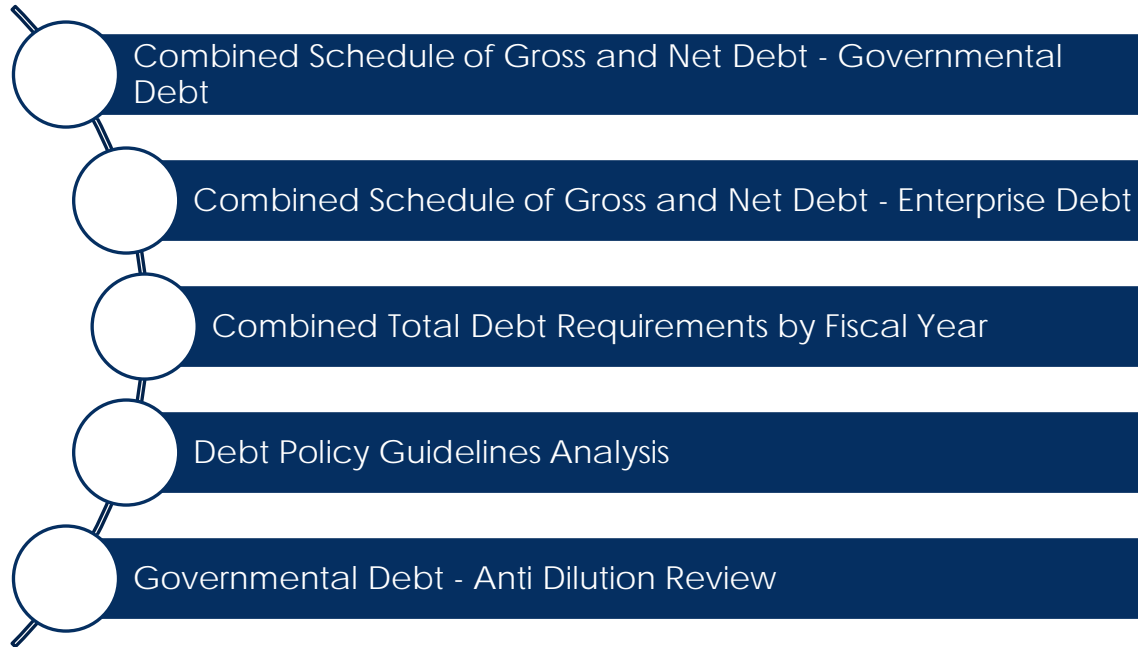 Combined Schedule of Gross and Net Debt - Governmental
Debt
Combined Schedule of Gross and Net Debt - Enterprise Debt
Combined Total Debt Requirements by Fiscal Year
Debt Policy Guidelines Analysis
Governmental Debt - Anti Dilution Review